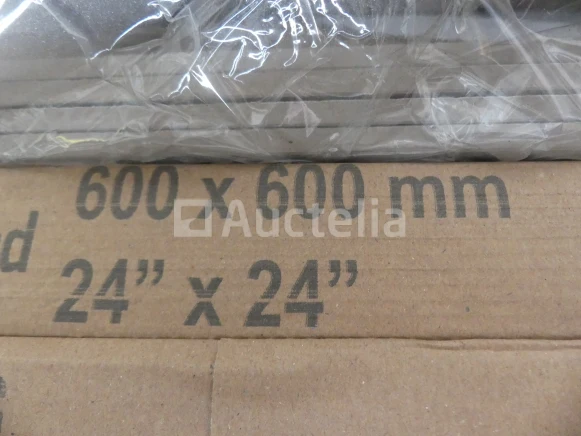 600 x 600 mm
Auctelia
24” x 24”